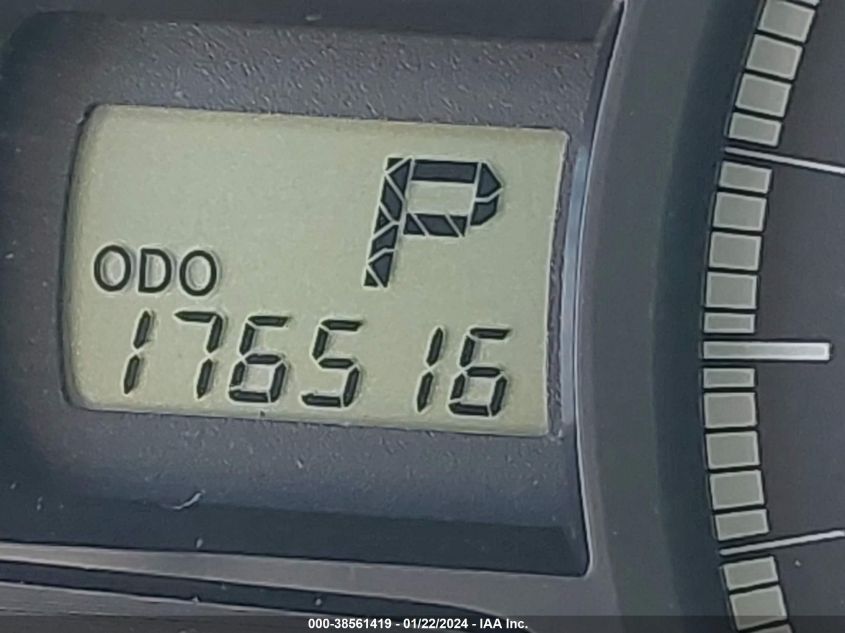 P
ODO
176516
000-38561419 - 01/22/2024 - IAA Inc.